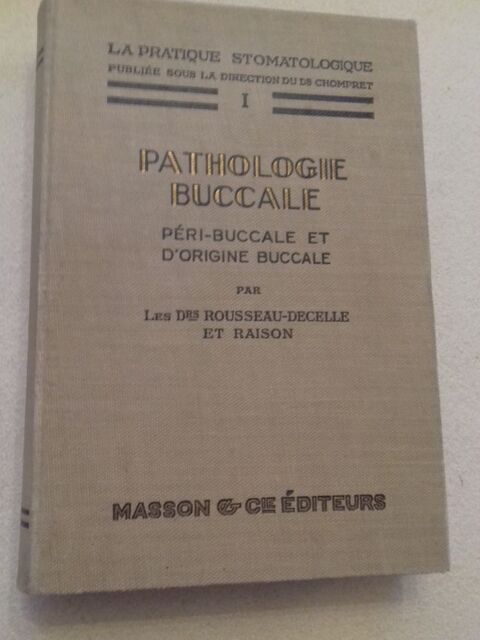 LA PRATIQUE STOMATOLOGIQUE
PUBLIÉE SOUS LA DIRECTION DU DR CHOMPRET
I
PATHOLOGIE
BUCCALE
PÉRI-BUCCALE ET
D'ORIGINE BUCCALE
PAR
LES DRS ROUSSEAU-DECELLE
ET RAISON
MASSON & CIE ÉDITEURS